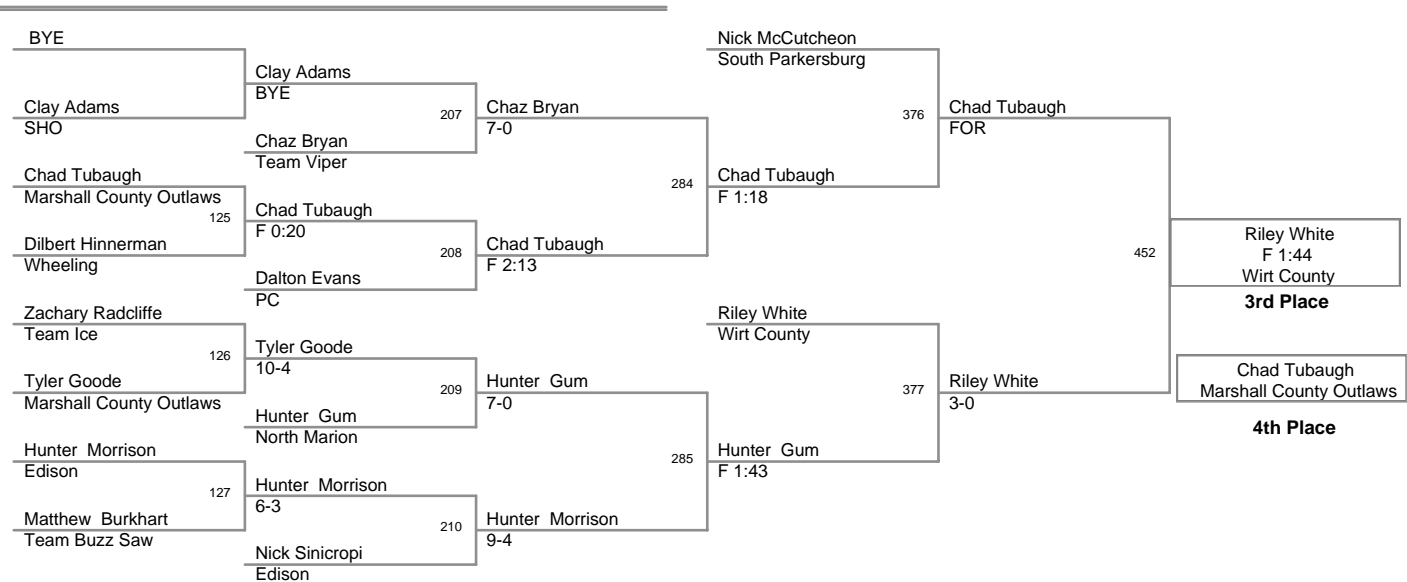 BYE
Clay Adams
SHO
Chad Tubaugh
Marshall County Outlaws
125
Dilbert Hinnerman
Wheeling
Zachary Radcliffe
Team Ice
126
Tyler Goode
Marshall County Outlaws
Hunter Morrison
Edison
127
Matthew Burkhart
Team Buzz Saw
Clay Adams
BYE
207
Chaz Bryan
Team Viper
Chad Tubaugh
F 0:20
208
Dalton Evans
PC
Tyler Goode
10-4
209
Hunter Gum
North Marion
Hunter Morrison
6-3
210
Nick Sinicropi
Edison
Chaz Bryan
7-0
284
Chad Tubaugh
F 2:13
Hunter Gum
7-0
285
Hunter Morrison
9-4
Nick McCutcheon
South Parkersburg
376
Chad Tubaugh
F 1:18
Riley White
Wirt County
377
Hunter Gum
F 1:43
Chad Tubaugh
FOR
452
Riley White
3-0
Riley White
F 1:44
Wirt County
3rd Place
Chad Tubaugh
Marshall County Outlaws
4th Place